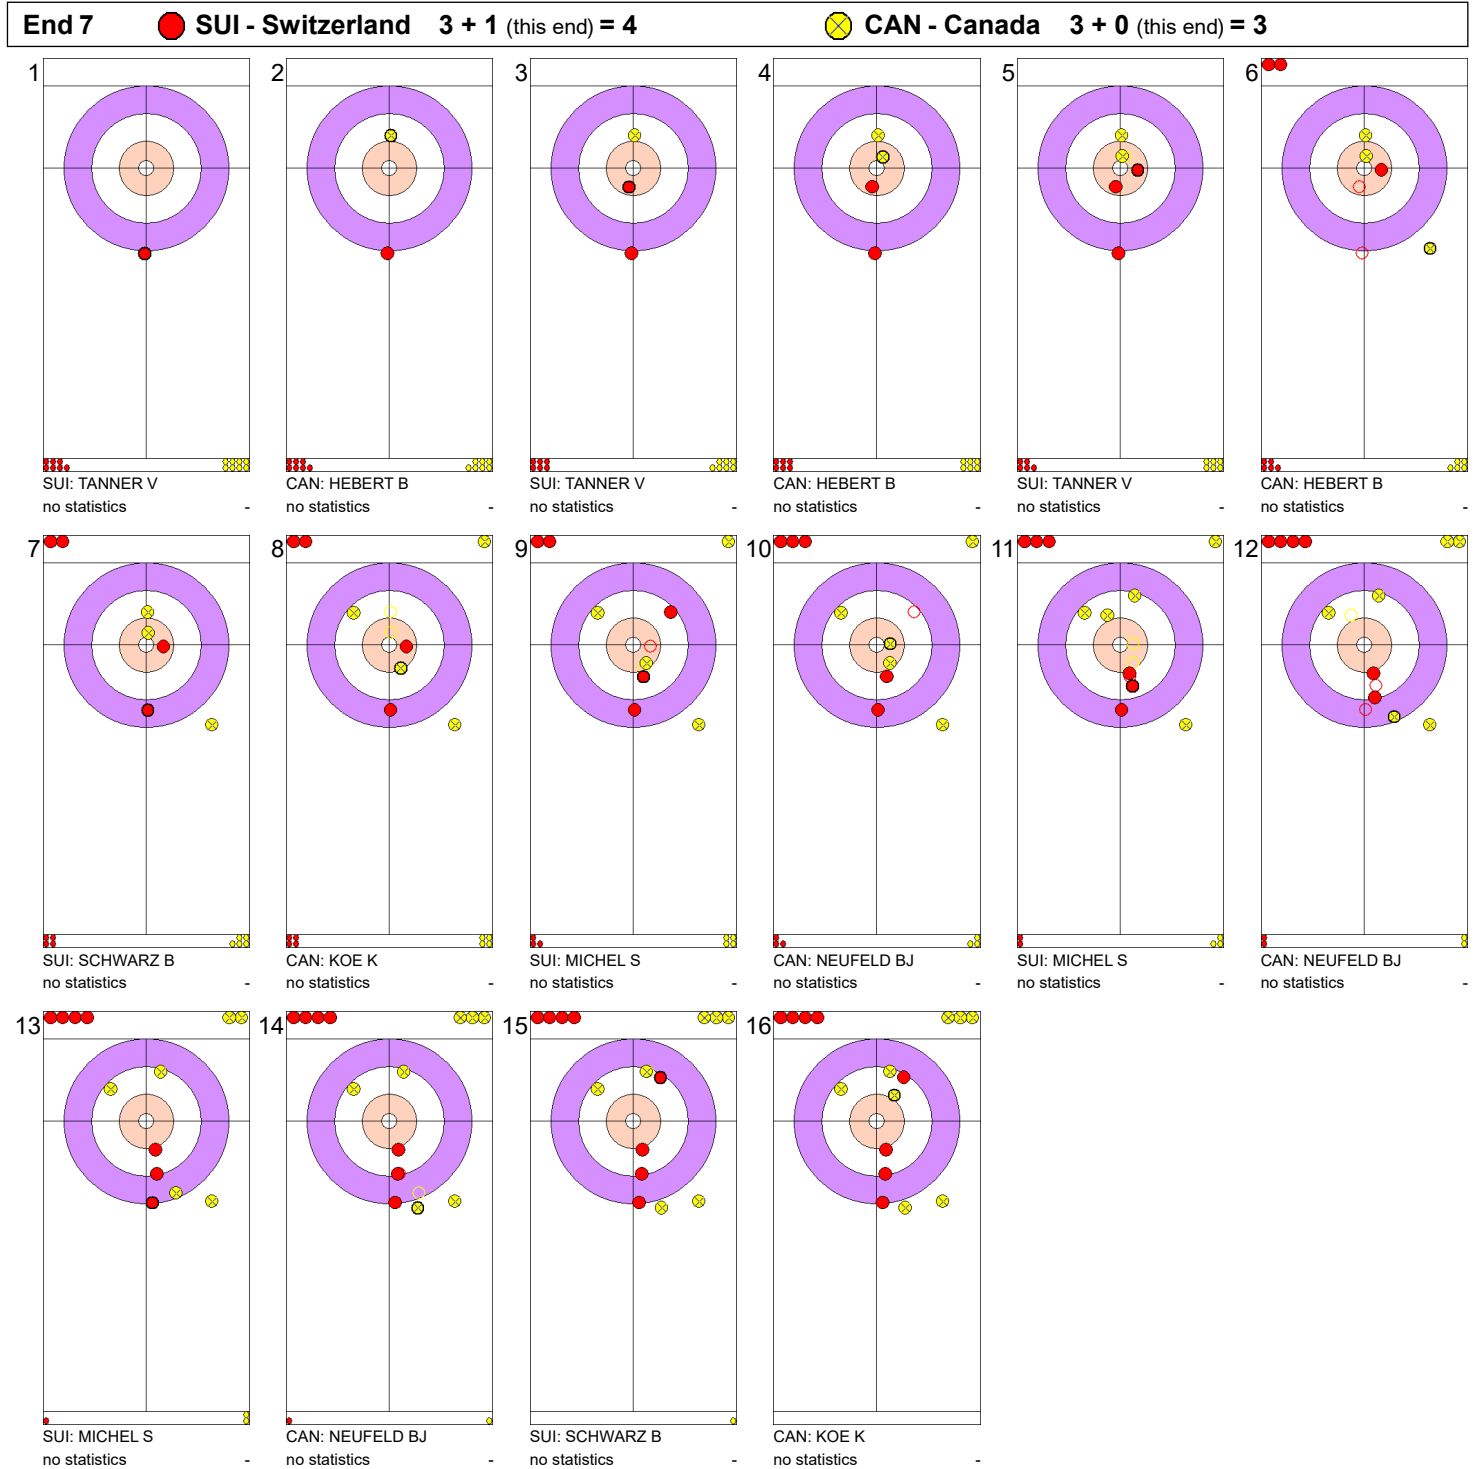 End 7 SUI - Switzerland 3 + 1 (this end) = 4 CAN - Canada 3 + 0 (this end) = 3
1 2 3 4 5 6
SUI: TANNER V CAN: HEBERT B SUI: TANNER V CAN: HEBERT B SUI: TANNER V CAN: HEBERT B
no statistics - no statistics - no statistics - no statistics - no statistics - no statistics -
7 8 9 10 11 12
SUI: SCHWARZ B CAN: KOE K SUI: MICHEL S CAN: NEUFELD BJ SUI: MICHEL S CAN: NEUFELD BJ
no statistics - no statistics - no statistics - no statistics - no statistics - no statistics -
13 14 15 16
SUI: MICHEL S CAN: NEUFELD BJ SUI: SCHWARZ B CAN: KOE K
no statistics - no statistics - no statistics - no statistics -